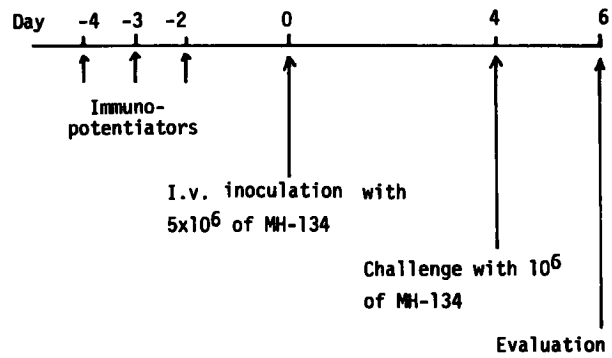 Day -4 -3 -2 0 4 6
Immuno-
potentiators
I.v. inoculation with
5x10⁶ of MH-134
Challenge with 10⁶
of MH-134
Evaluation